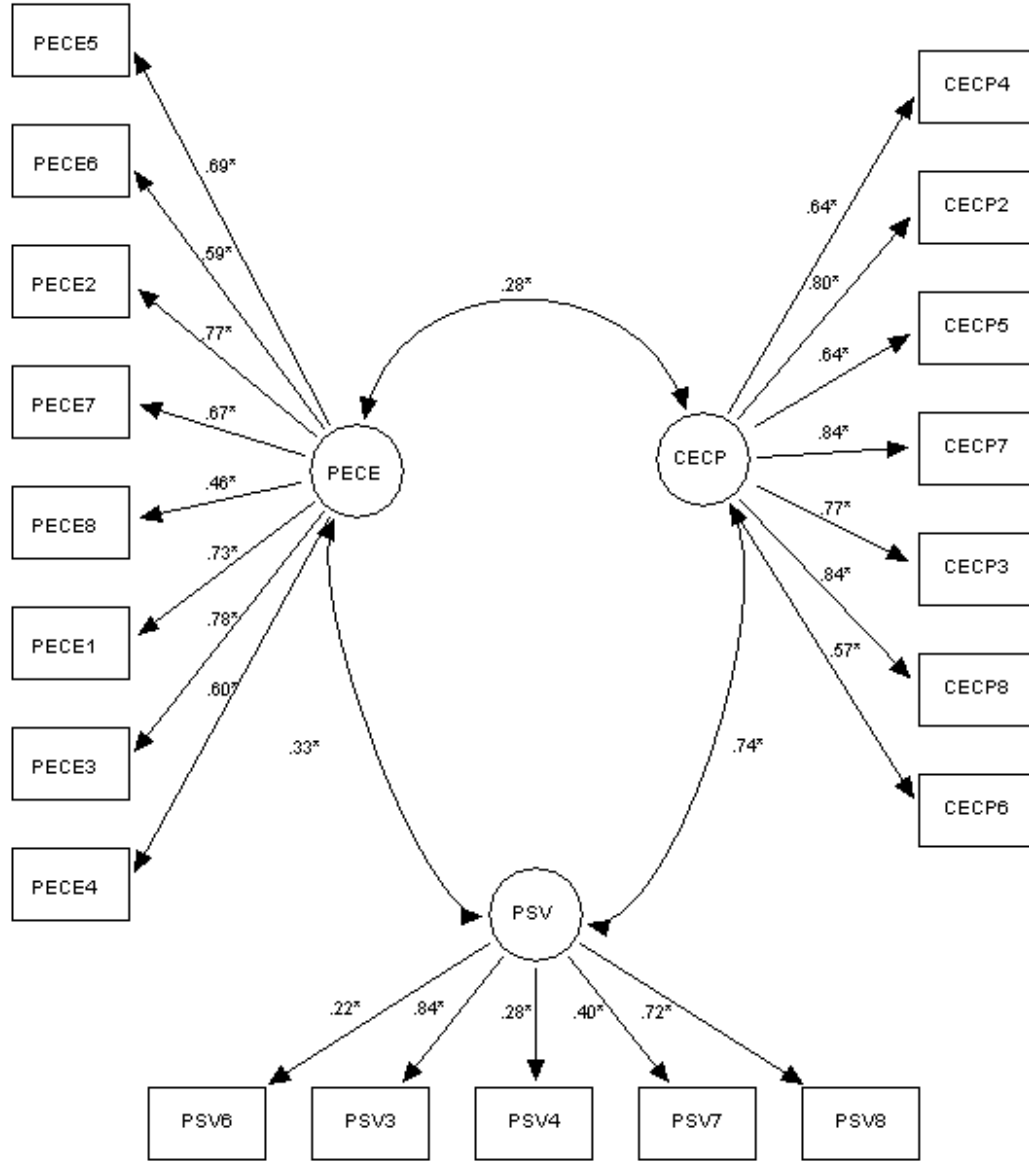 PECE5
PECE6
PECE2
PECE7
PECE8
PECE1
PECE3
PECE4
.69*
.59*
.77*
.67*
.46*
.73*
.78*
.60*
PECE
.28*
CECP
.33*
.74*
.64*
.80*
.64*
.84*
.77*
.84*
.57*
CECP4
CECP2
CECP5
CECP7
CECP3
CECP8
CECP6
PSV
.22*
.84*
.28*
.40*
.72*
PSV6
PSV3
PSV4
PSV7
PSV8